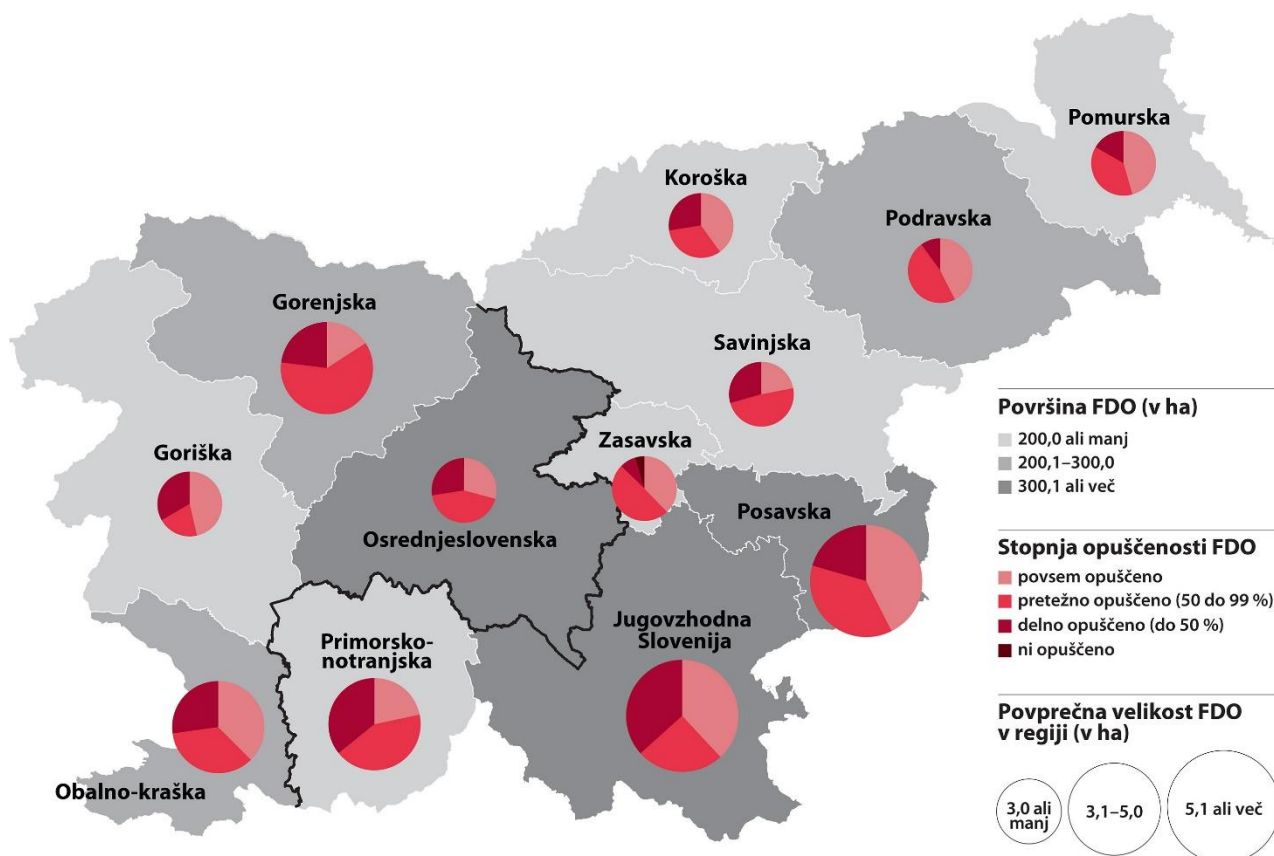 Pomurska
Koroška
Podravska
Gorenjska
Savinjska
Zasavska
Goriška
Posavska
Osrednjeslovenska
Jugovzhodna
Slovenija
Primorsko-
notranjska
Obalno-kraška
Površina FDO (v ha)
200,0 ali manj
200,1–300,0
300,1 ali več
Stopnja opuščenosti FDO
povsem opuščeno
pretežno opuščeno (50 do 99 %)
delno opuščeno (do 50 %)
ni opuščeno
Povprečna velikost FDO
v regiji (v ha)
3,0 ali
manj
3,1–5,0
5,1 ali več